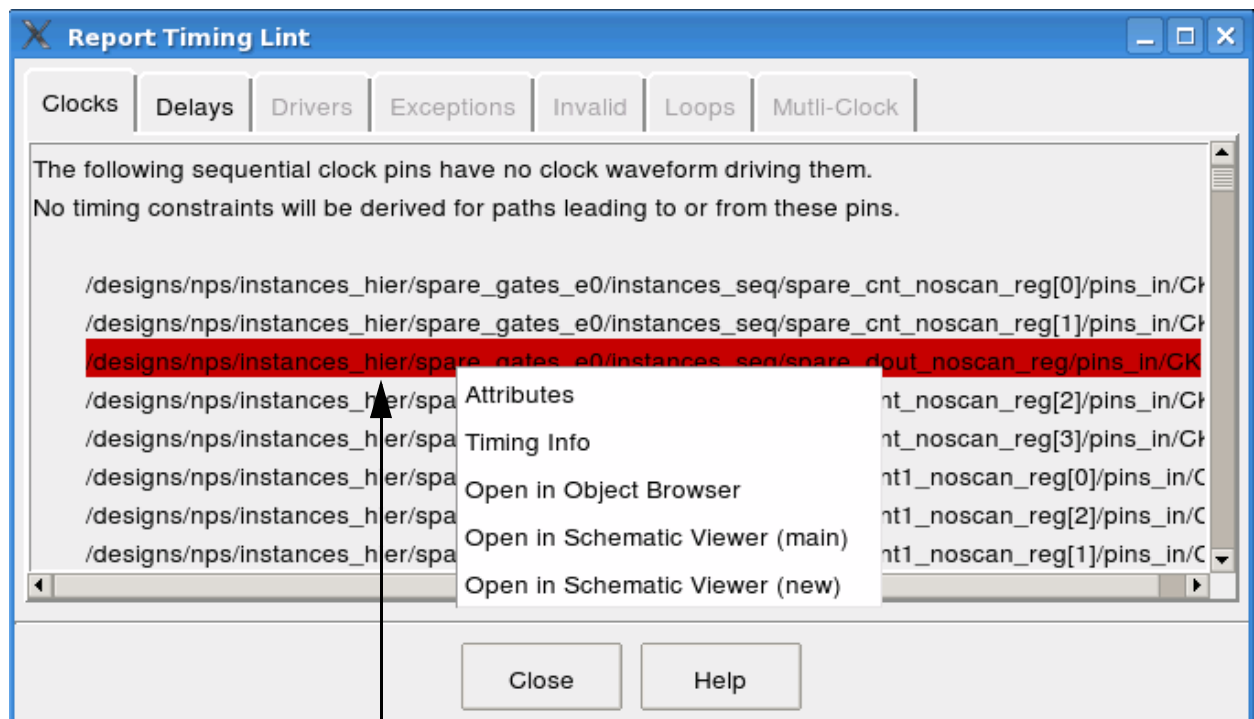 Report Timing Lint
Clocks Delays Drivers Exceptions Invalid Loops Mutli-Clock
The following sequential clock pins have no clock waveform driving them.
No timing constraints will be derived for paths leading to or from these pins.
/designs/nps/instances_hier/spare_gates_e0/instances_seq/spare_cnt_noscan_reg[0]/pins_in/CK
/designs/nps/instances_hier/spare_gates_e0/instances_seq/spare_cnt_noscan_reg[1]/pins_in/CK
/designs/nps/instances_hier/spare_gates_e0/instances_seq/spare_dout_noscan_reg/pins_in/CK
/designs/nps/instances_hier/spa nt_noscan_reg[2]/pins_in/CK
/designs/nps/instances_hier/spa nt_noscan_reg[3]/pins_in/CK
/designs/nps/instances_hier/spa nt1_noscan_reg[0]/pins_in/C
/designs/nps/instances_hier/spa nt1_noscan_reg[2]/pins_in/C
/designs/nps/instances_hier/spa nt1_noscan_reg[1]/pins_in/C
Attributes
Timing Info
Open in Object Browser
Open in Schematic Viewer (main)
Open in Schematic Viewer (new)
Close Help